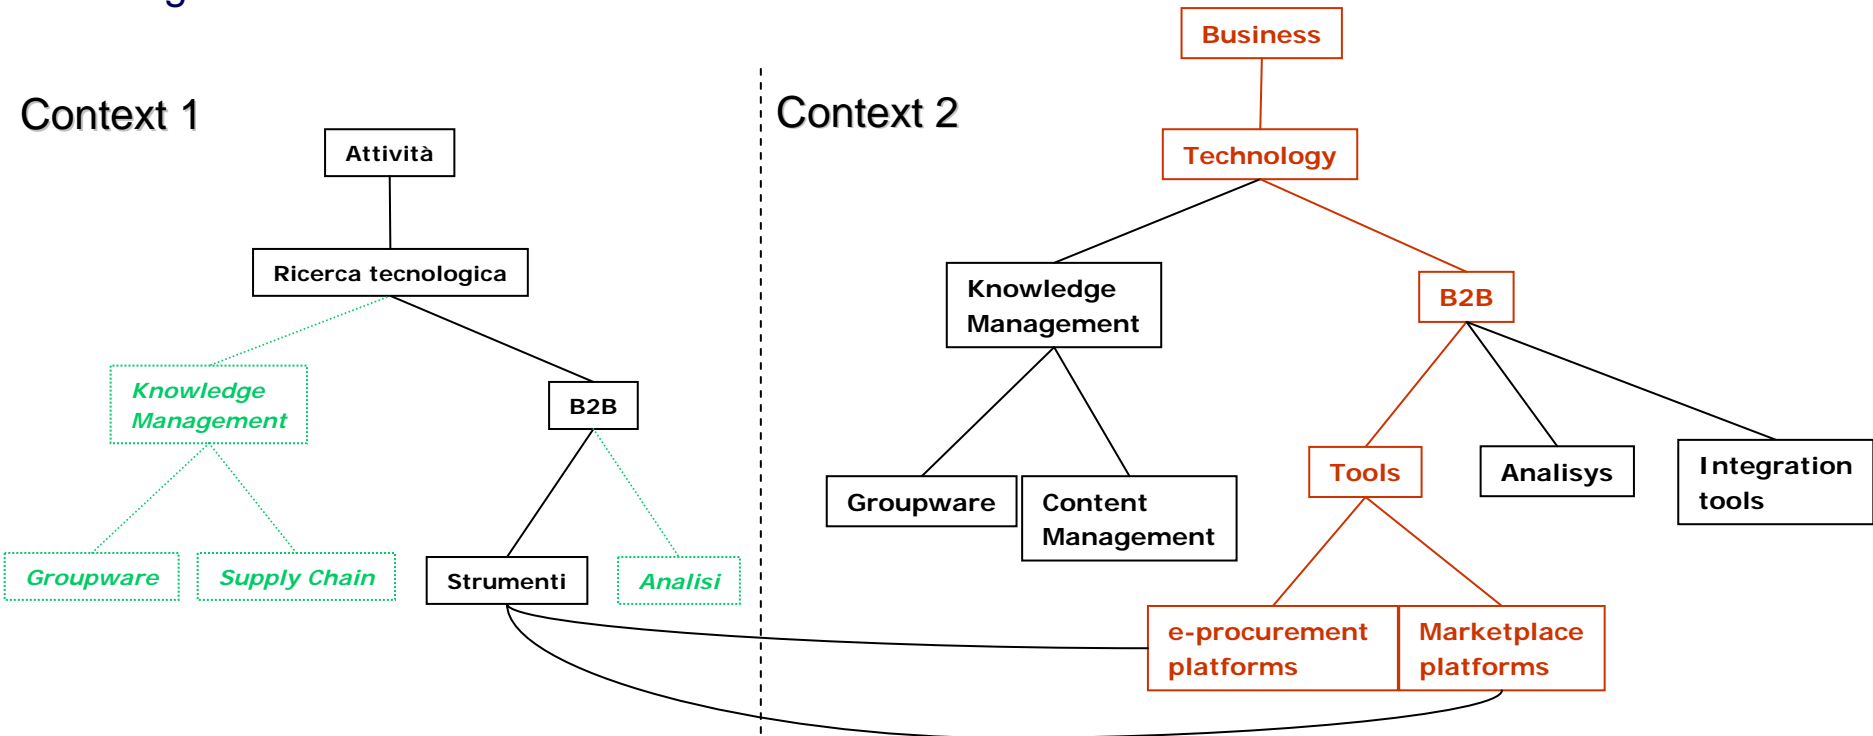 Context 1
Attività
Ricerca tecnologica
Knowledge
Management
B2B
Groupware
Supply Chain
Strumenti
Analisi
Context 2
Business
Technology
Knowledge
Management
B2B
Groupware
Content
Management
Tools
Analisys
Integration
tools
e-procurement
platforms
Marketplace
platforms